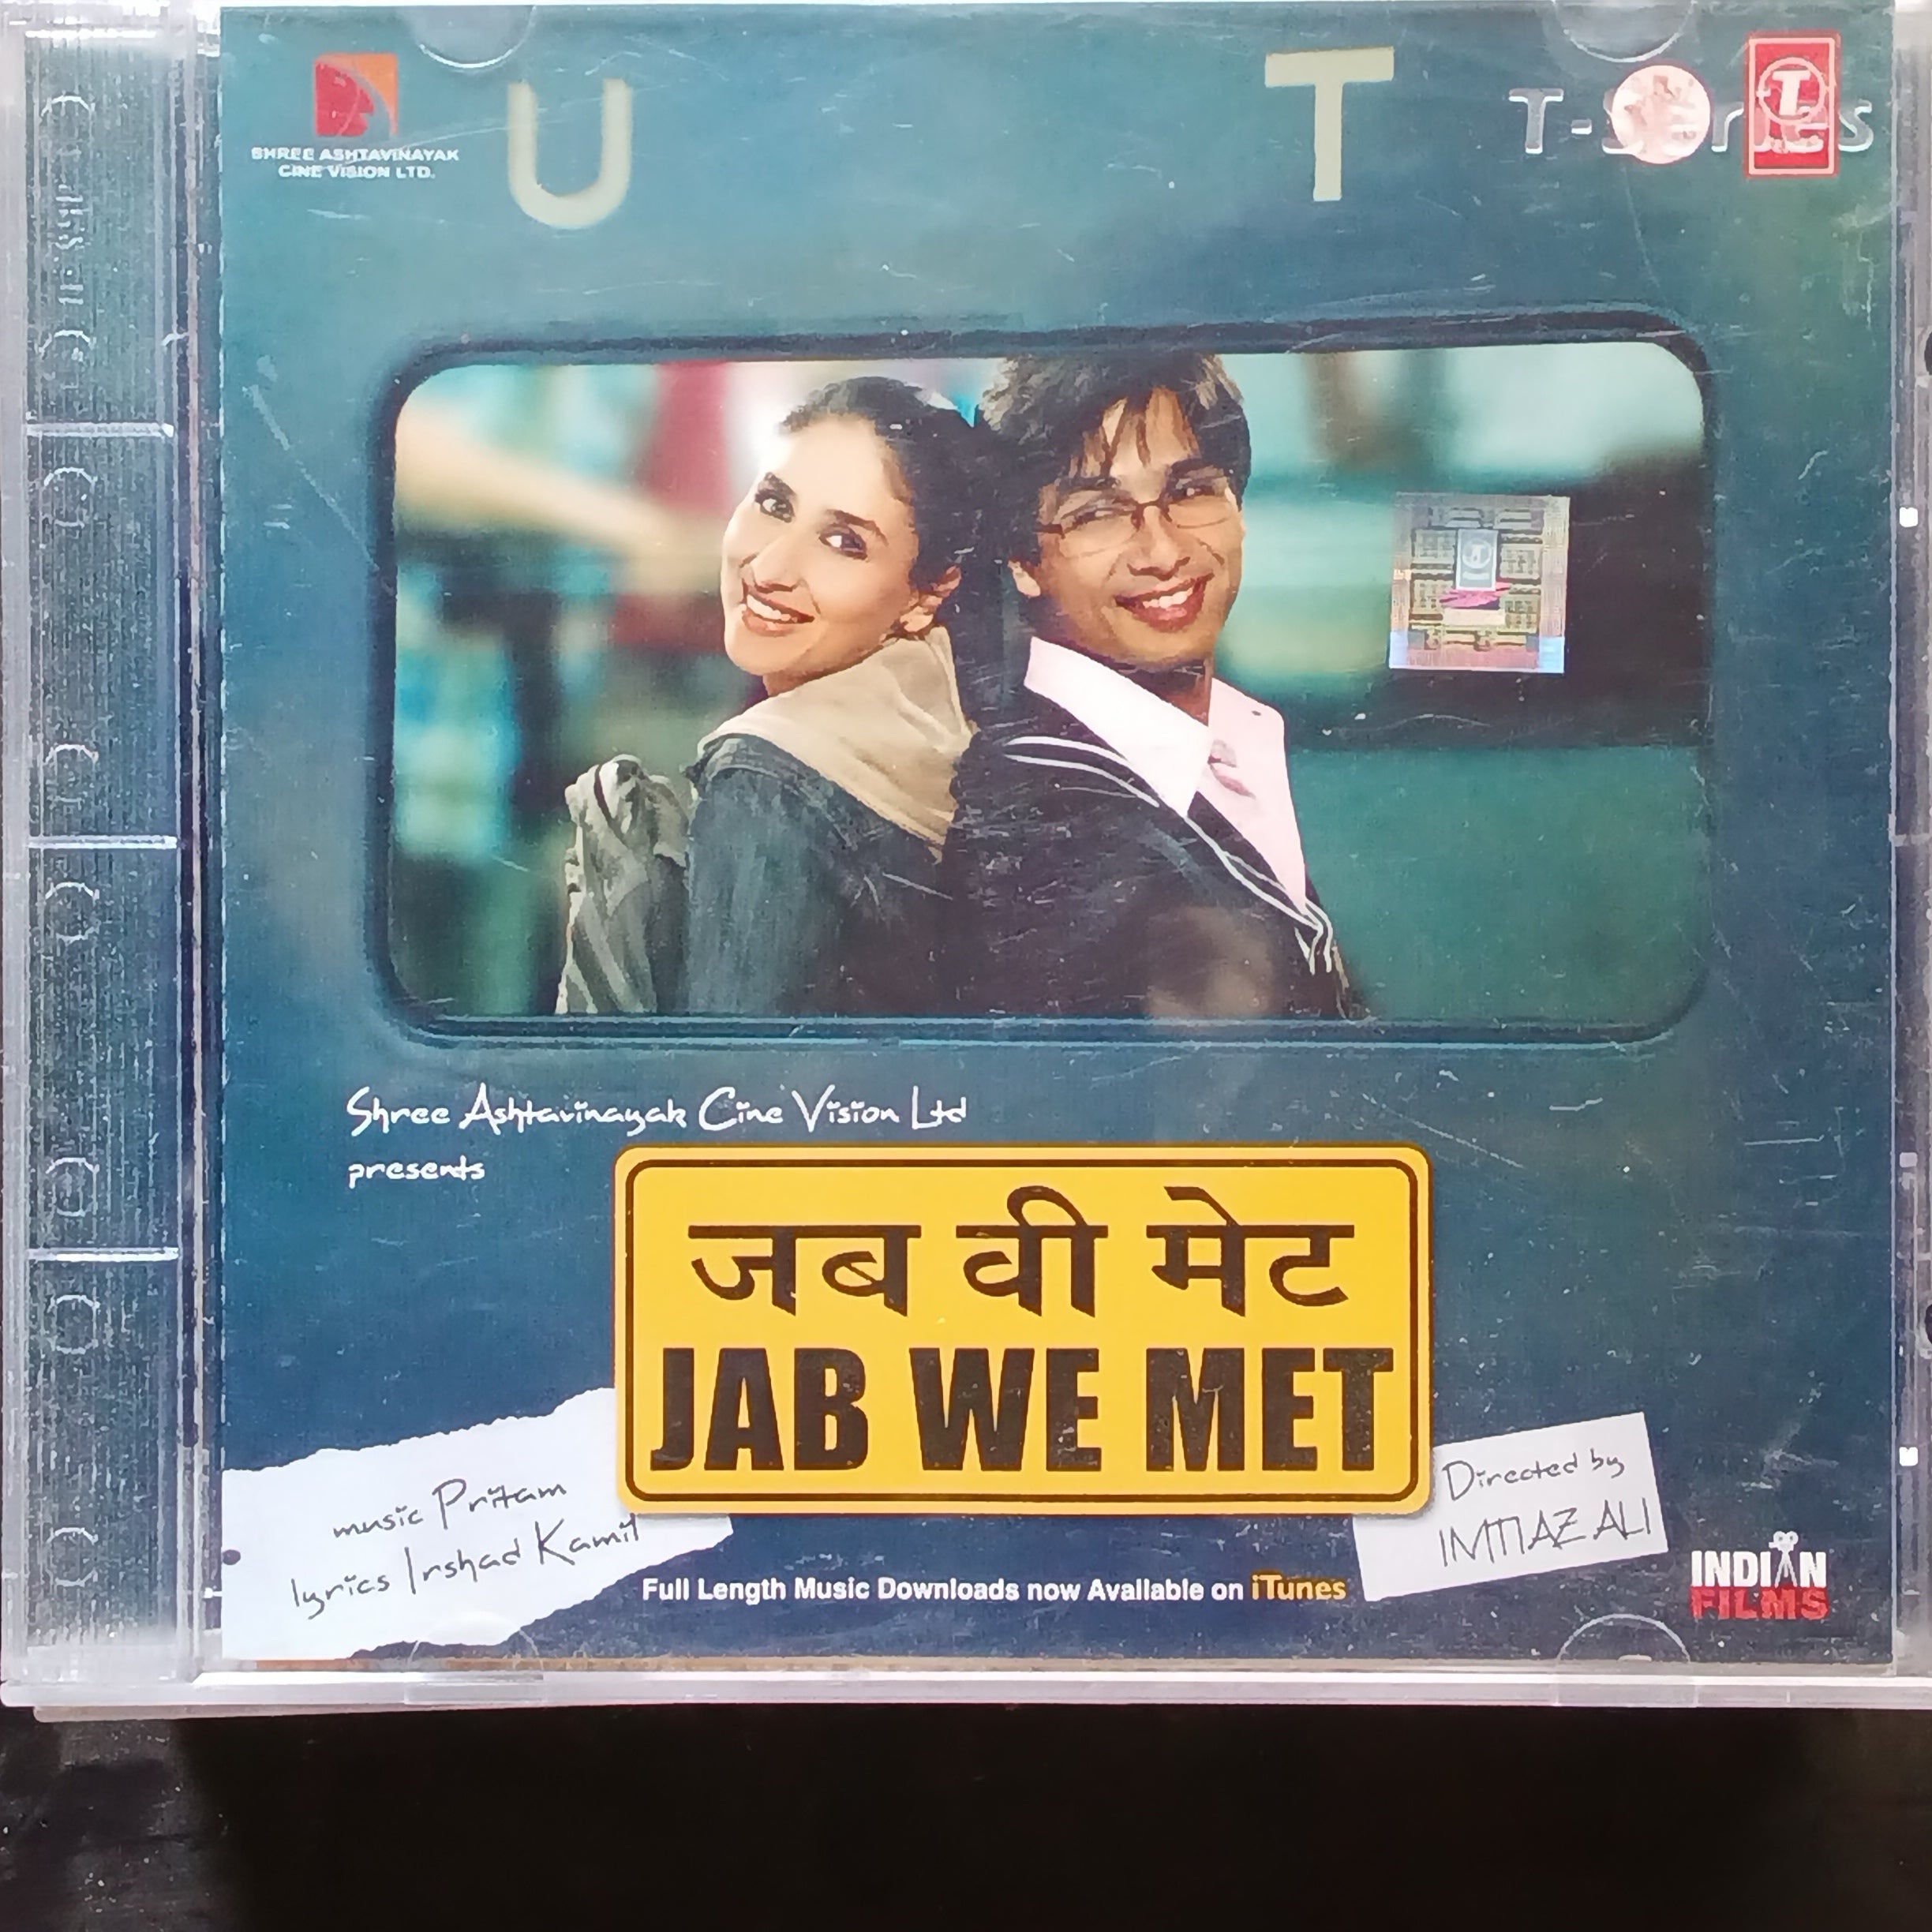 SHREE ASHTAVINAYAK
CINE VISION LTD.
U T
T-Series
T
Shree Ashtavinayak Cine Vision Ltd
presents
जब वी मेट
JAB WE MET
music Pritam
lyrics Irshad Kamil
Directed by
IMTIAZ ALI
Full Length Music Downloads now Available on iTunes
INDIAN
FILMS